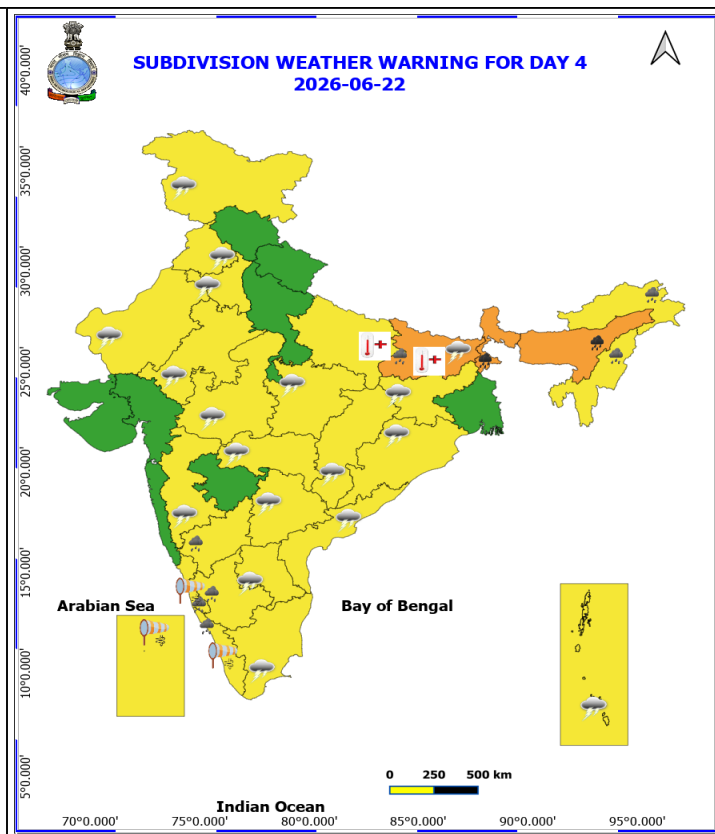 SUBDIVISION WEATHER WARNING FOR DAY 4
2026-06-22
40°0.000'
35°0.000'
30°0.000'
25°0.000'
20°0.000'
15°0.000'
10°0.000'
5°0.000'
Arabian Sea
Bay of Bengal
0 250 500 km
Indian Ocean
70°0.000' 75°0.000' 80°0.000' 85°0.000' 90°0.000' 95°0.000'